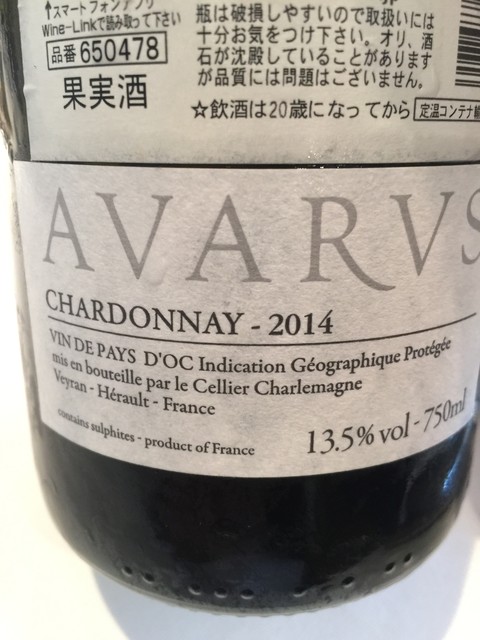 ↑スマートフォンアプリ
Wine-Linkで読み取って下さい
品番 650478
果実酒
瓶は破損しやすいので取扱いには
十分お気をつけ下さい。オリ、酒
石が沈殿していることがあります
が品質には問題はございません。
☆飲酒は20歳になってから 定温コンテナ輸
AVARVS
CHARDONNAY - 2014
VIN DE PAYS D'OC Indication Géographique Protégée
mis en bouteille par le Cellier Charlemagne
Veyran - Hérault - France
contains sulphites - product of France
13.5% vol - 750ml